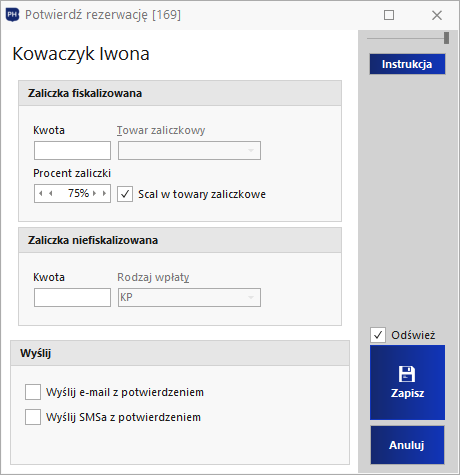 PH
Potwierdź rezerwację [169]
Kowaczyk Iwona
Instrukcja
Zaliczka fiskalizowana
Kwota Towar zaliczkowy
Procent zaliczki
75% Scal w towary zaliczkowe
Zaliczka niefiskalizowana
Kwota Rodzaj wpłaty
KP
Odśwież
Wyślij
Zapisz
Wyślij e-mail z potwierdzeniem
Wyślij SMSa z potwierdzeniem
Anuluj